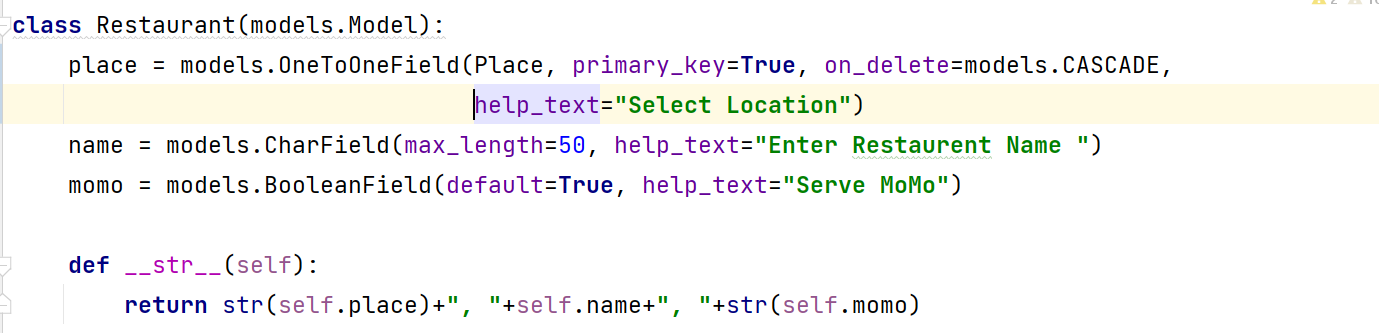 class Restaurant(models.Model):
    place = models.OneToOneField(Place, primary_key=True, on_delete=models.CASCADE,
                                 help_text="Select Location")
    name = models.CharField(max_length=50, help_text="Enter Restaurent Name ")
    momo = models.BooleanField(default=True, help_text="Serve MoMo")

    def __str__(self):
        return str(self.place)+", "+self.name+", "+str(self.momo)